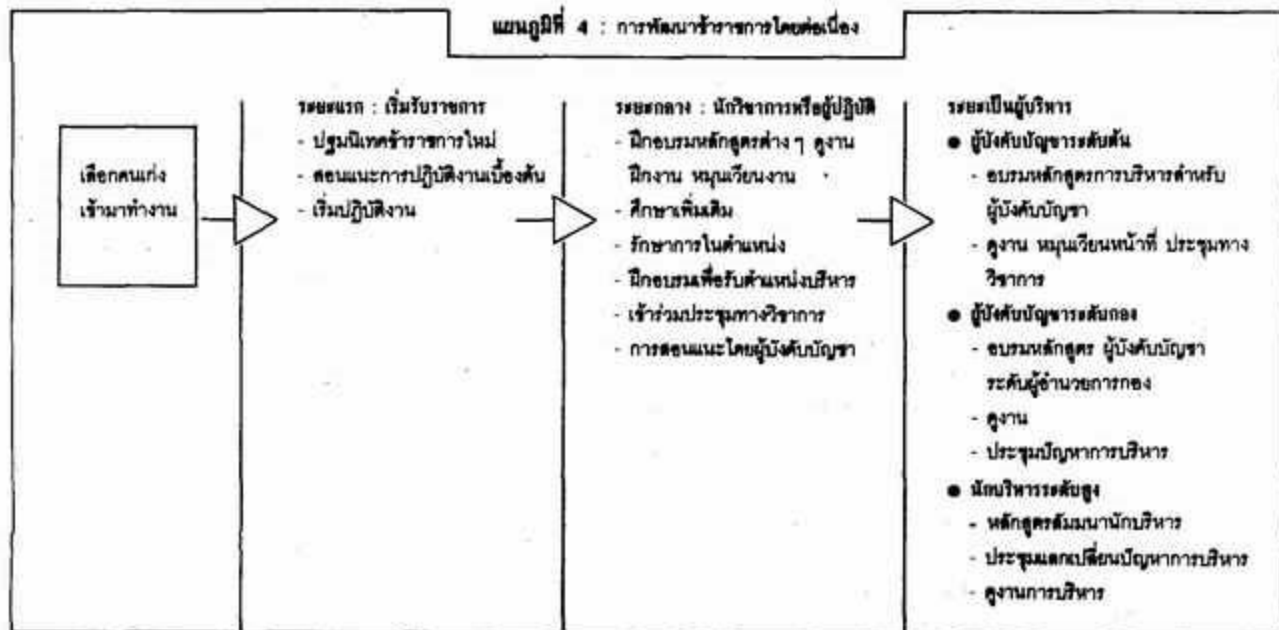 แผนภูมิที่ 4 : การพัฒนาข้าราชการโดยต่อเนื่อง
เลือกคนเก่ง
เข้ามาทำงาน
ระยะแรก : เริ่มรับราชการ
- ปฐมนิเทศข้าราชการใหม่
- สอนแนะการปฏิบัติงานเบื้องต้น
- เริ่มปฏิบัติงาน
ระยะกลาง : นักวิชาการหรือผู้ปฏิบัติ
- ฝึกอบรมหลักสูตรต่าง ๆ ดูงาน
ฝึกงาน หมุนเวียนงาน
- ศึกษาเพิ่มเติม
- รักษาการในตำแหน่ง
- ฝึกอบรมเพื่อรับตำแหน่งบริหาร
- เข้าร่วมประชุมทางวิชาการ
- การสอนแนะโดยผู้บังคับบัญชา
ระยะเป็นผู้บริหาร
● ผู้บังคับบัญชาระดับต้น
- อบรมหลักสูตรการบริหารสำหรับ
ผู้บังคับบัญชา
- ดูงาน หมุนเวียนหน้าที่ ประชุมทาง
วิชาการ
● ผู้บังคับบัญชาระดับกอง
- อบรมหลักสูตร ผู้บังคับบัญชา
ระดับผู้อำนวยการกอง
- ดูงาน
- ประชุมปัญหาการบริหาร
● นักบริหารระดับสูง
- หลักสูตรสัมมนานักบริหาร
- ประชุมแลกเปลี่ยนปัญหาการบริหาร
- ดูงานการบริหาร